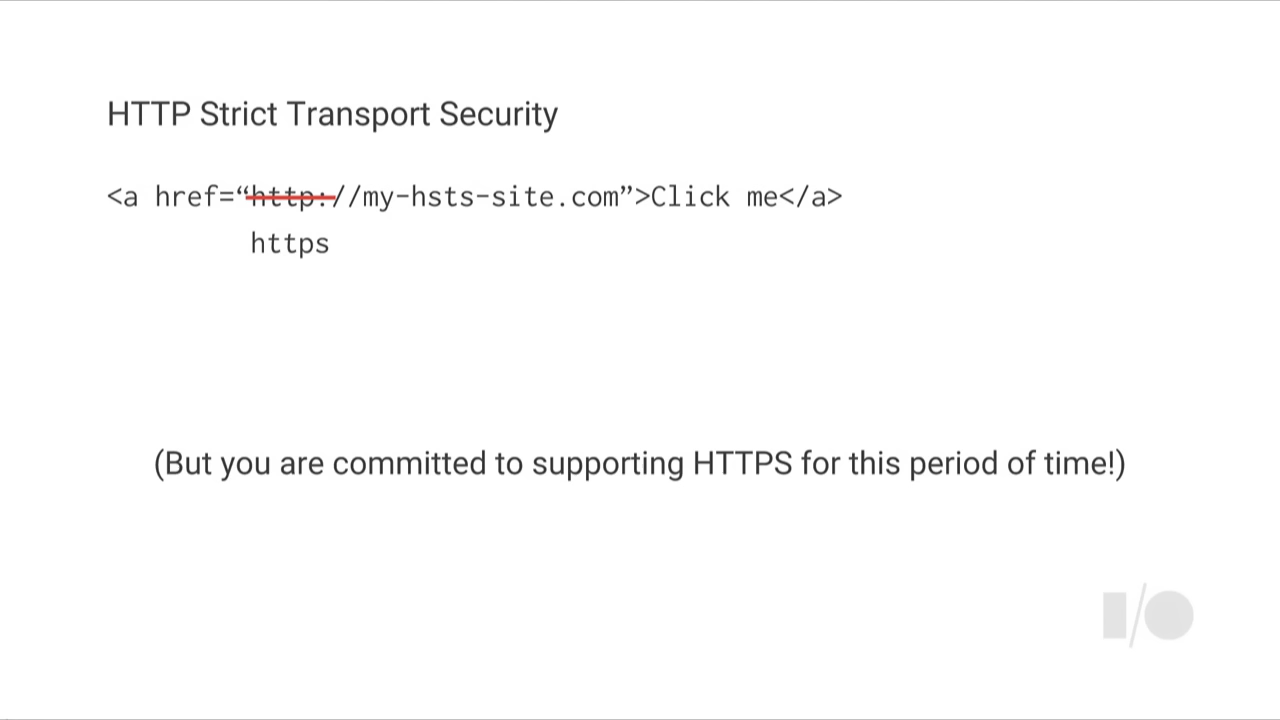 HTTP Strict Transport Security
<a href=“http://my-hsts-site.com”>Click me</a>
https
(But you are committed to supporting HTTPS for this period of time!)
I/O